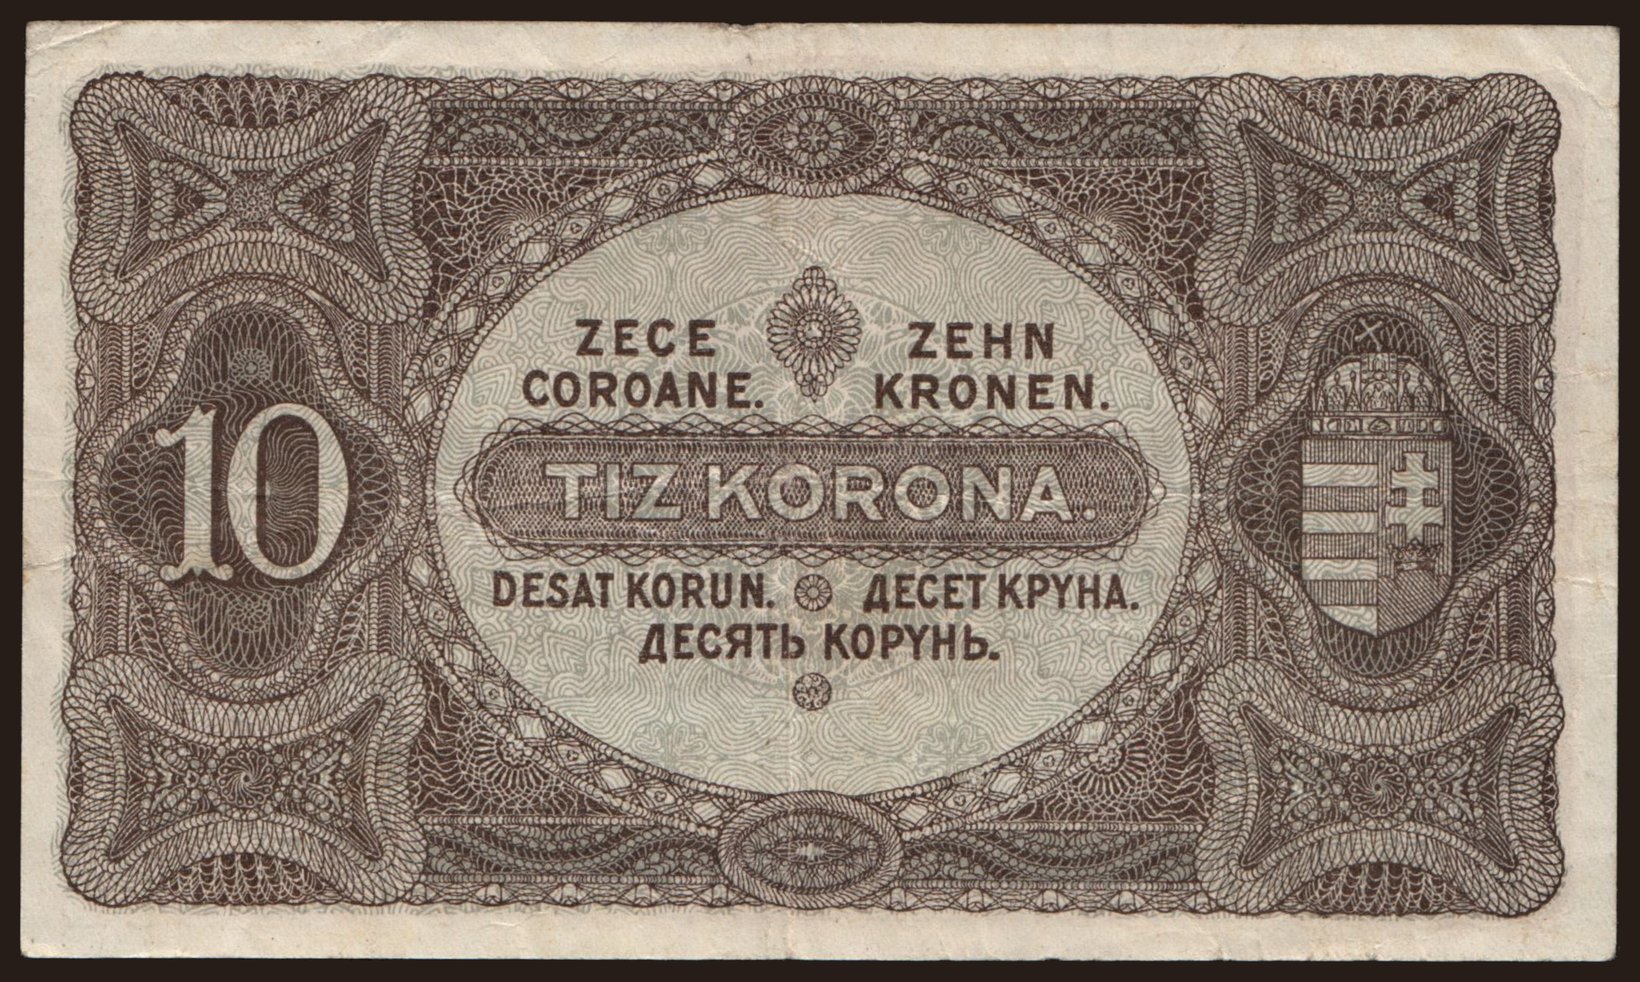 ZECE
COROANE.
ZEHN
KRONEN.
10
TIZ KORONA.
DESAT KORUN.
ДЕСЕТ КРУНА.
ДЕСЯТЬ КОРУНЬ.